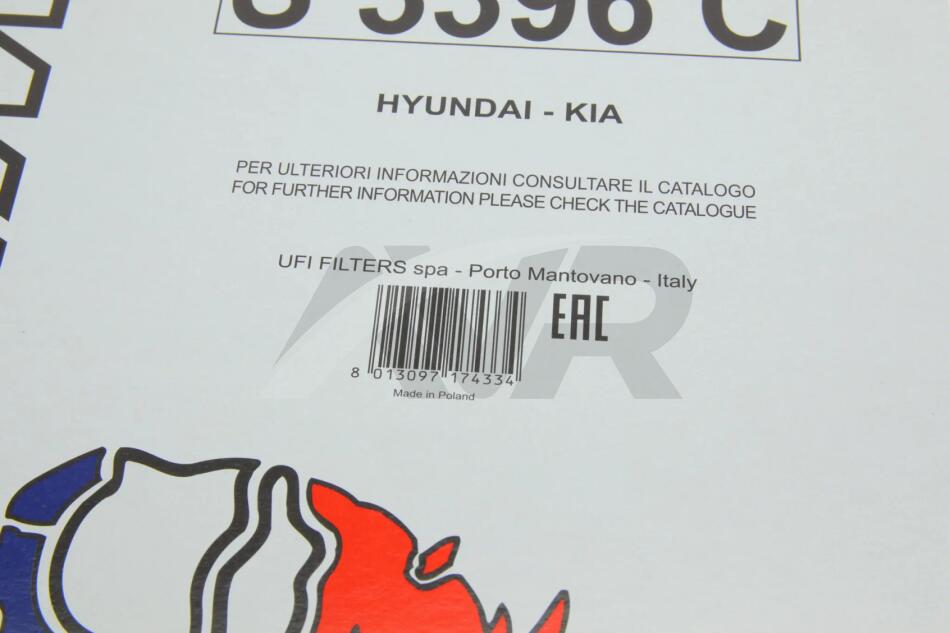 3396 C
HYUNDAI - KIA
PER ULTERIORI INFORMAZIONI CONSULTARE IL CATALOGO
FOR FURTHER INFORMATION PLEASE CHECK THE CATALOGUE
UFI FILTERS spa - Porto Mantovano - Italy
EAC
8 013097 174334
Made in Poland